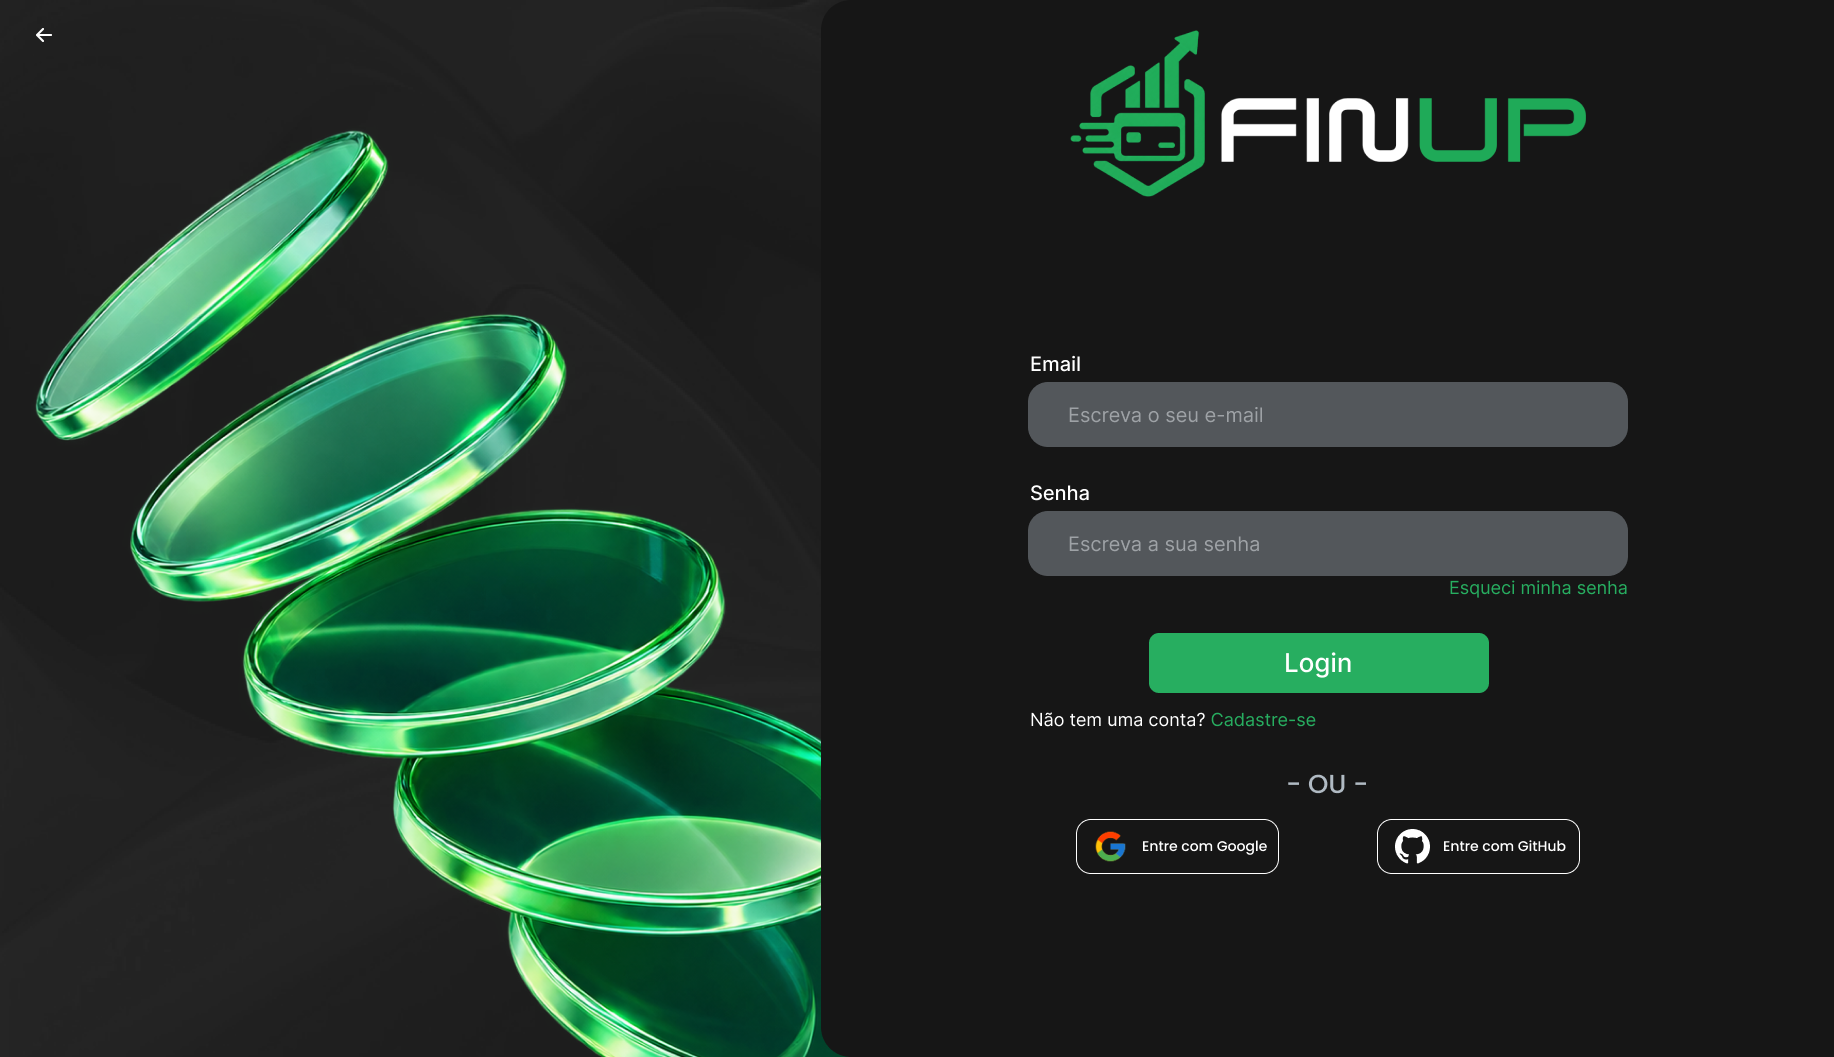 FINUP
Email
Escreva o seu e-mail
Senha
Escreva a sua senha
Esqueci minha senha
Login
Não tem uma conta? Cadastre-se
- OU -
Entre com Google
Entre com GitHub